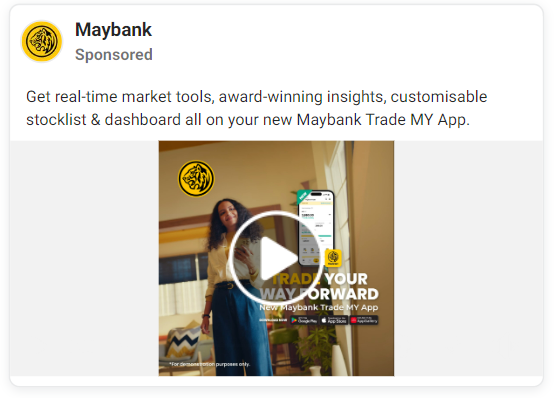 Maybank
Sponsored
Get real-time market tools, award-winning insights, customisable
stocklist & dashboard all on your new Maybank Trade MY App.
TRADE YOUR
WAY FORWARD
New Maybank Trade MY App
Google Play App Store AppGallery
*For demonstration purposes only.